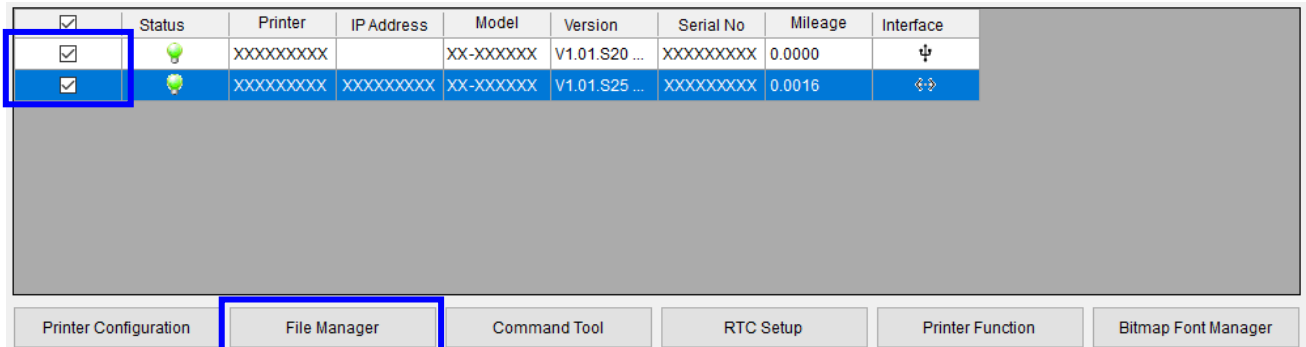 Status Printer IP Address Model Version Serial No Mileage Interface
XXXXXXXXX XX-XXXXXX V1.01.S20 ... XXXXXXXXX 0.0000
XXXXXXXXX XXXXXXXXX XX-XXXXXX V1.01.S25 ... XXXXXXXXX 0.0016
Printer Configuration File Manager Command Tool RTC Setup Printer Function Bitmap Font Manager